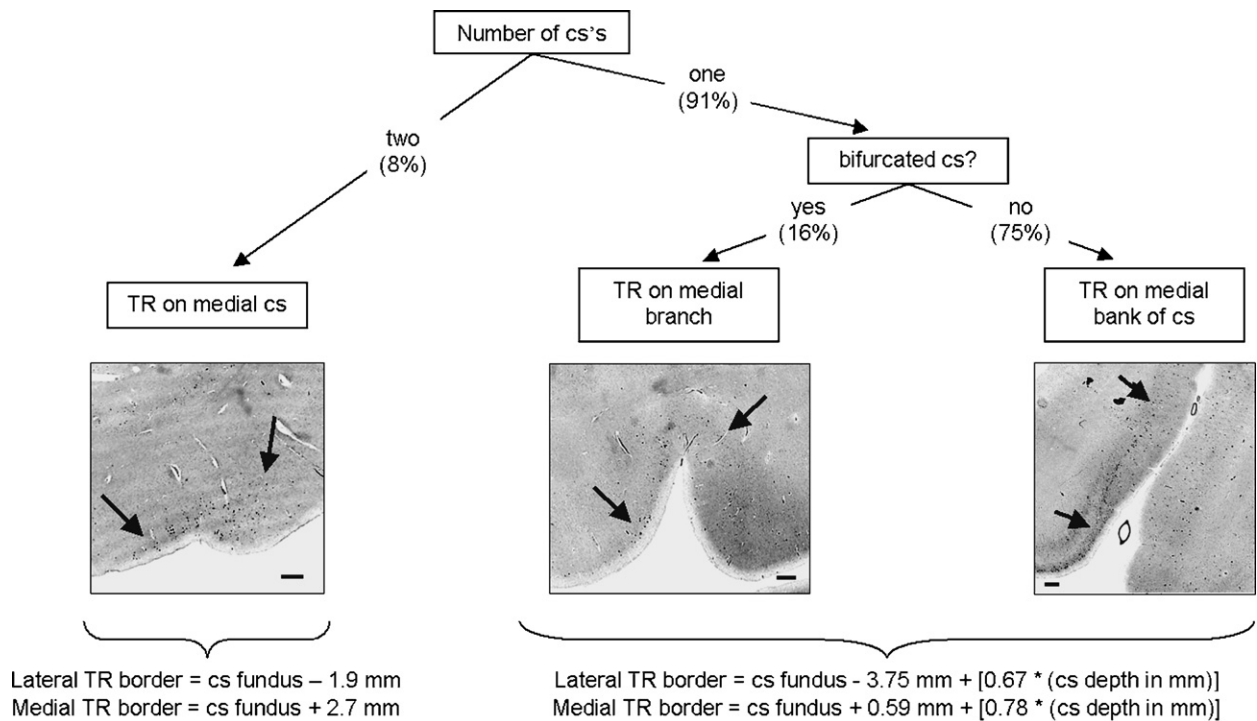 Number of cs's
one
(91%)
two
(8%)
bifurcated cs?
yes
(16%)
no
(75%)
TR on medial cs
TR on medial
branch
TR on medial
bank of cs
Lateral TR border = cs fundus – 1.9 mm
Medial TR border = cs fundus + 2.7 mm
Lateral TR border = cs fundus - 3.75 mm + [0.67 * (cs depth in mm)]
Medial TR border = cs fundus + 0.59 mm + [0.78 * (cs depth in mm)]